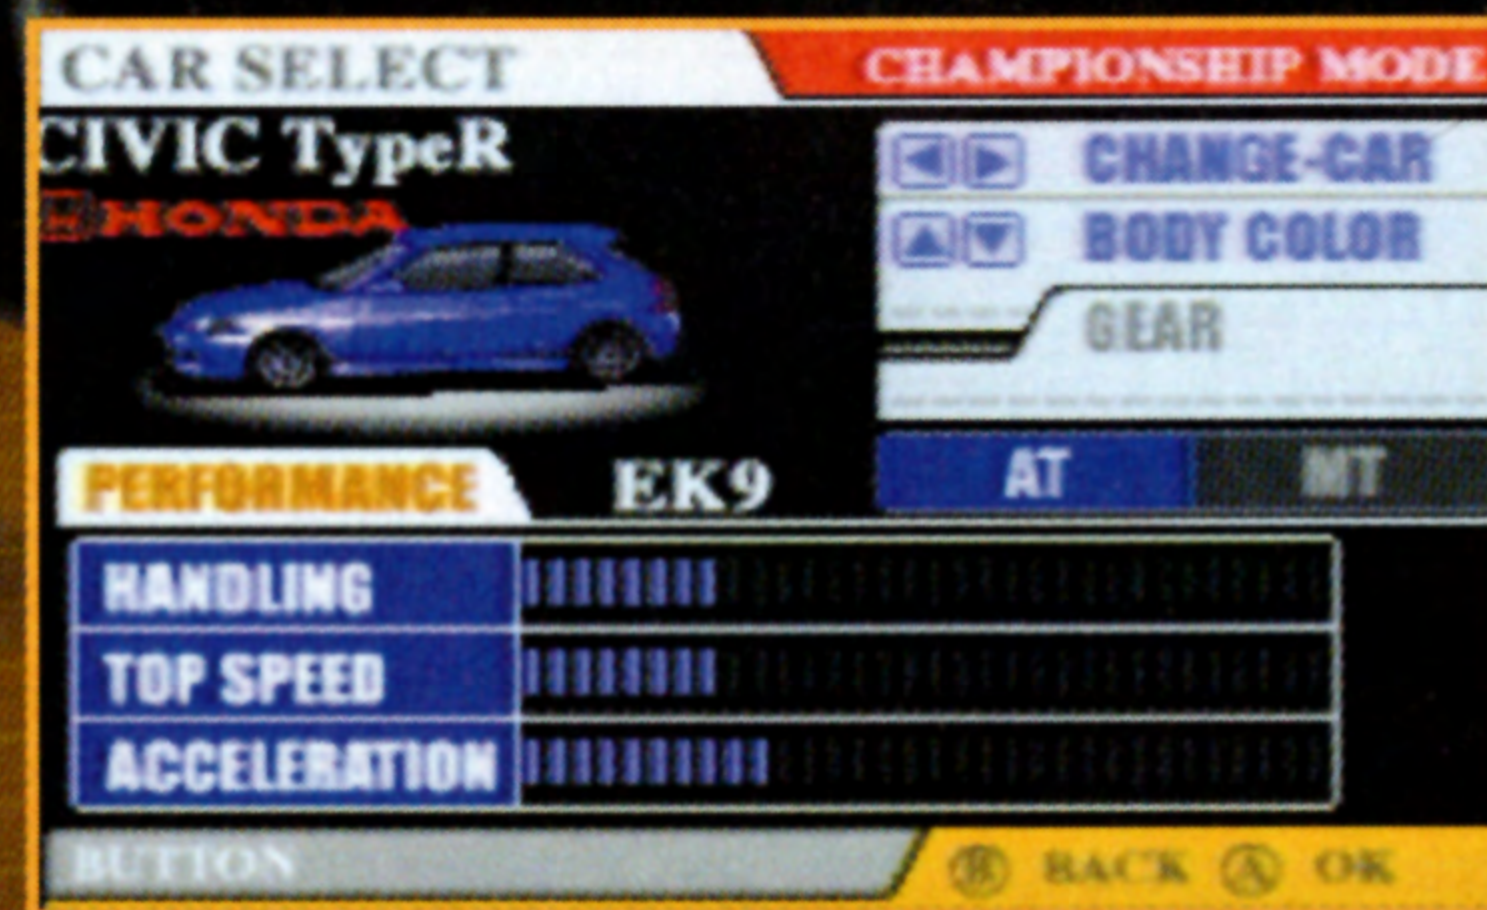 CAR SELECT
CHAMPIONSHIP MODE
CIVIC TypeR
HONDA
CHANGE-CAR
BODY COLOR
GEAR
AT MT
PERFORMANCE
EK9
HANDLING
TOP SPEED
ACCELERATION
BUTTON
B BACK A OK